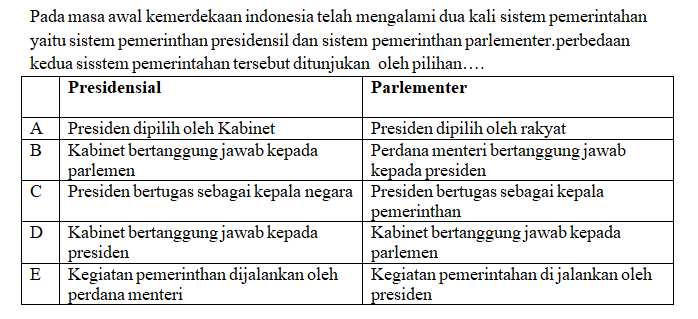 Pada masa awal kemerdekaan indonesia telah mengalami dua kali sistem pemerintahan
yaitu sistem pemerinthan presidensil dan sistem pemerinthan parlementer.perbedaan
kedua sisstem pemerintahan tersebut ditunjukan oleh pilihan….
Presidensial Parlementer
A Presiden dipilih oleh Kabinet Presiden dipilih oleh rakyat
B Kabinet bertanggung jawab kepada Perdana menteri bertanggung jawab
parlemen kepada presiden
C Presiden bertugas sebagai kepala negara Presiden bertugas sebagai kepala
pemerinthan
D Kabinet bertanggung jawab kepada Kabinet bertanggung jawab kepada
presiden parlemen
E Kegiatan pemerinthan dijalankan oleh Kegiatan pemerintahan di jalankan oleh
perdana menteri presiden